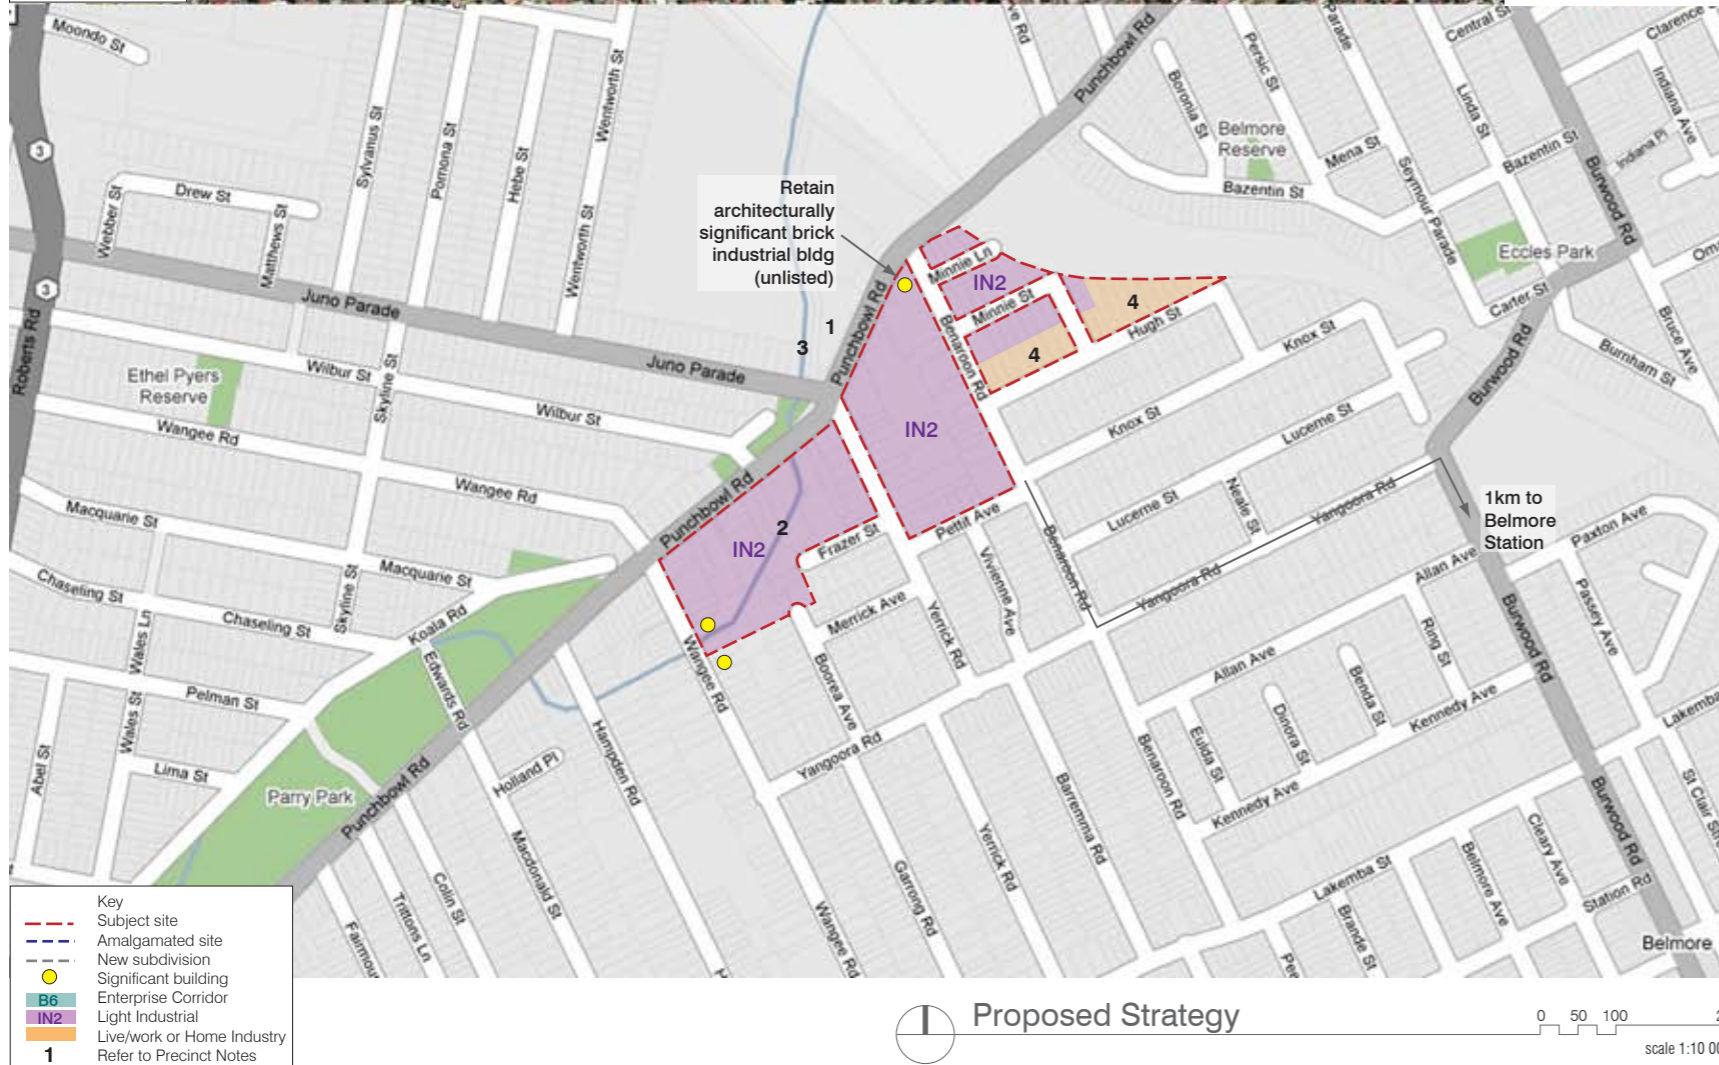 Moondo St
3
Drew St
Webber St
Matthews St
Sylvanus St
Pomona St
Hebe St
Wentworth St
Wentworth St
Juno Parade
Juno Parade
Roberts Rd
3
Ethel Pyers
Reserve
Wilbur St
Wilbur St
Skyline St
Wangee Rd
Wangee Rd
Macquarie St
Macquarie St
Chaseling St
Chaseling St
Skyline St
Koala Rd
Wales Ln
Wales St
Pelman St
Edwards Rd
Abel St
Lima St
Parry Park
Punchbowl Rd
Holland Pl
Hampden Rd
Macdonald St
Colin St
Trittons Ln
Retain
architecturally
significant brick
industrial bldg
(unlisted)
1
3
Punchbowl Rd
Punchbowl Rd
Punchbowl Rd
ve Rd
Boronia St
Persic St
Parade
Central St
Clarence
Linda St
Indiana Ave
Indiana Pl
Belmore
Reserve
Mena St
Bazentin St
Bazentin St
Seymour Parade
Burwood Rd
Eccles Park
Carter St
Bruce Ave
Burnham St
Burwood Rd
Minnie Ln
IN2
Minnie St
4
4
Hugh St
Benaroon Rd
IN2
Knox St
Knox St
Lucerne St
Lucerne St
Neale St
Yangoora Rd
Yangoora Rd
1km to
Belmore
Station
Paxton Ave
Passey Ave
Allan Ave
Allan Ave
IN2
2
Frazer St
Pettit Ave
Vivienne Ave
Benaroon Rd
Merrick Ave
Yerrick Rd
Boorea Ave
Wangee Rd
Yangoora Rd
Ring St
Benda St
Dinora St
Eulda St
Kennedy Ave
Kennedy Ave
Benaroon Rd
Barremma Rd
Yerrick Rd
Garrong Rd
Wangee Rd
Burwood Rd
Burwood Rd
Lakemba
St Clair
Lakemba St
Cleary Ave
Belmore Ave
Brande St
Station Rd
Belmore
Key
Subject site
Amalgamated site
New subdivision
Significant building
B6 Enterprise Corridor
IN2 Light Industrial
Live/work or Home Industry
1 Refer to Precinct Notes
Proposed Strategy
0 50 100 2
scale 1:10 00